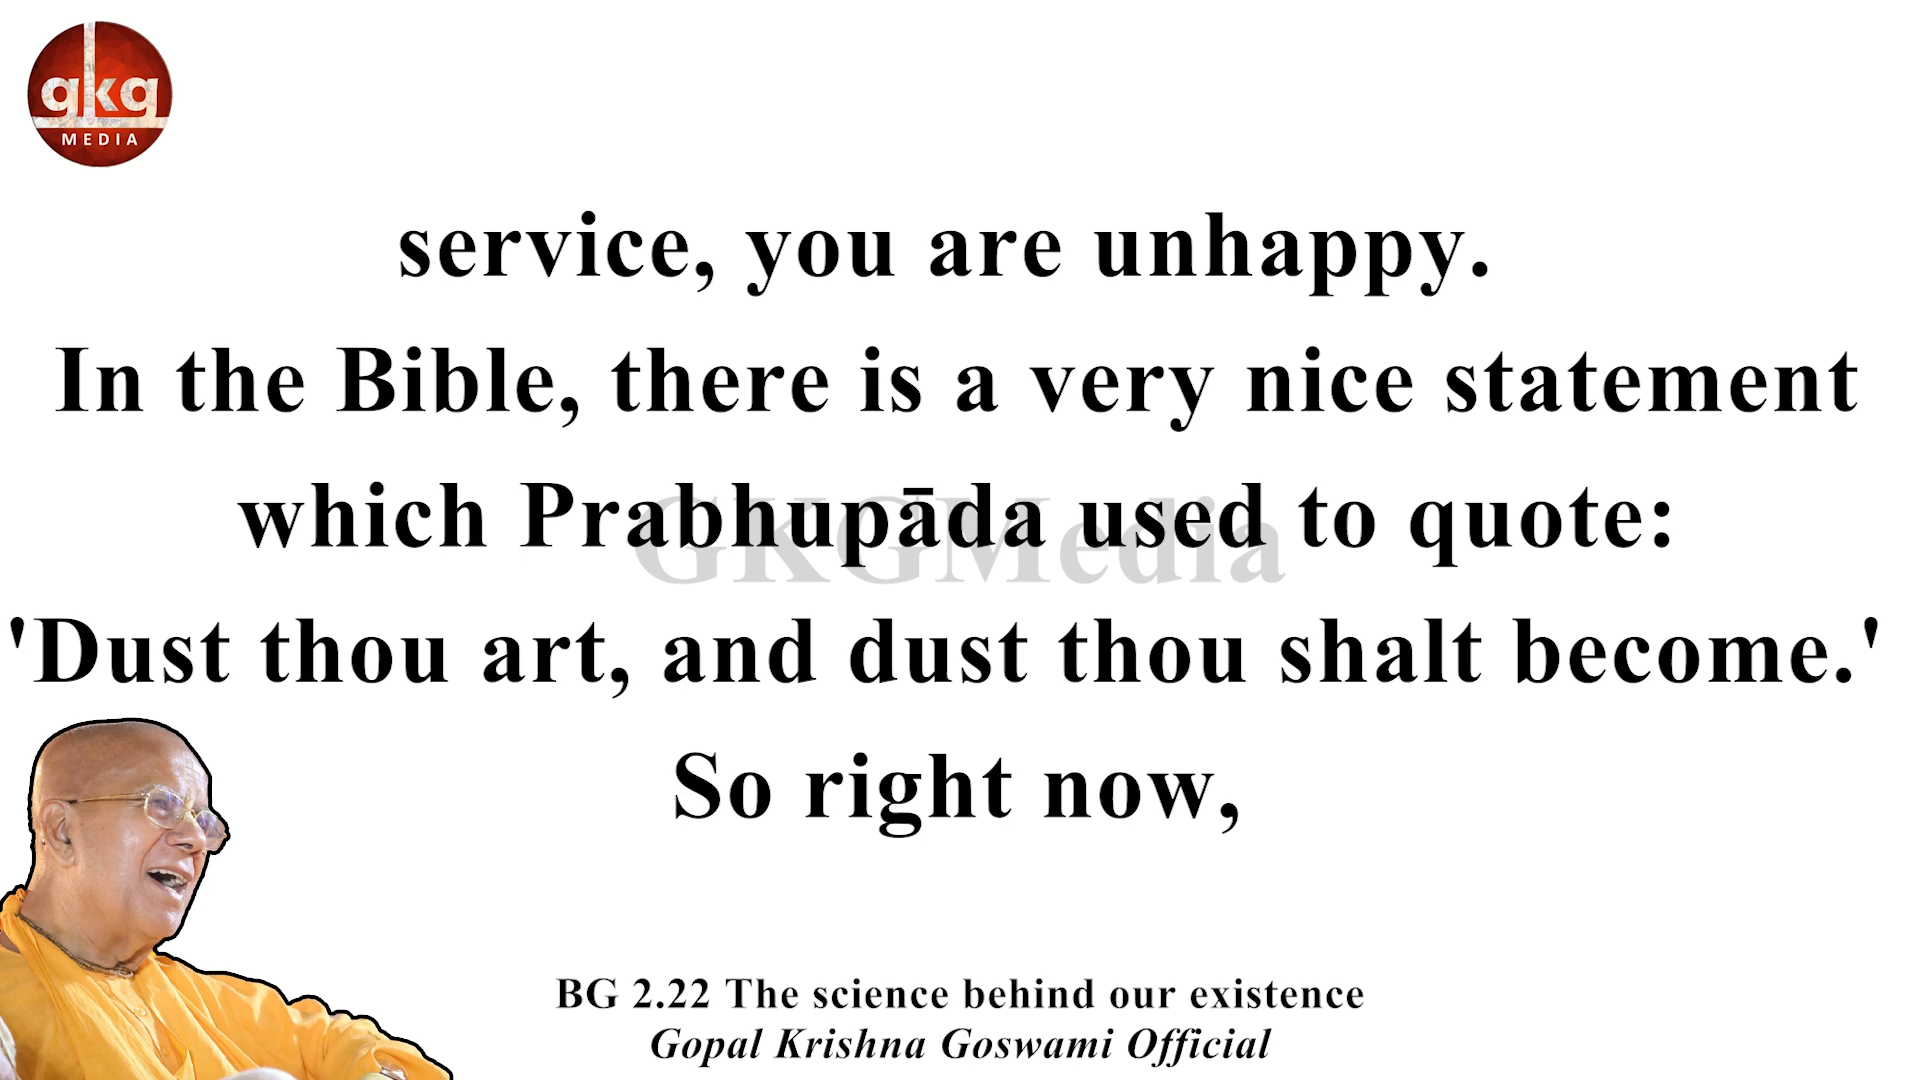 gkg
MEDIA
service, you are unhappy.
In the Bible, there is a very nice statement
which Prabhupāda used to quote:
GKGMedia
'Dust thou art, and dust thou shalt become.'
So right now,
BG 2.22 The science behind our existence
Gopal Krishna Goswami Official